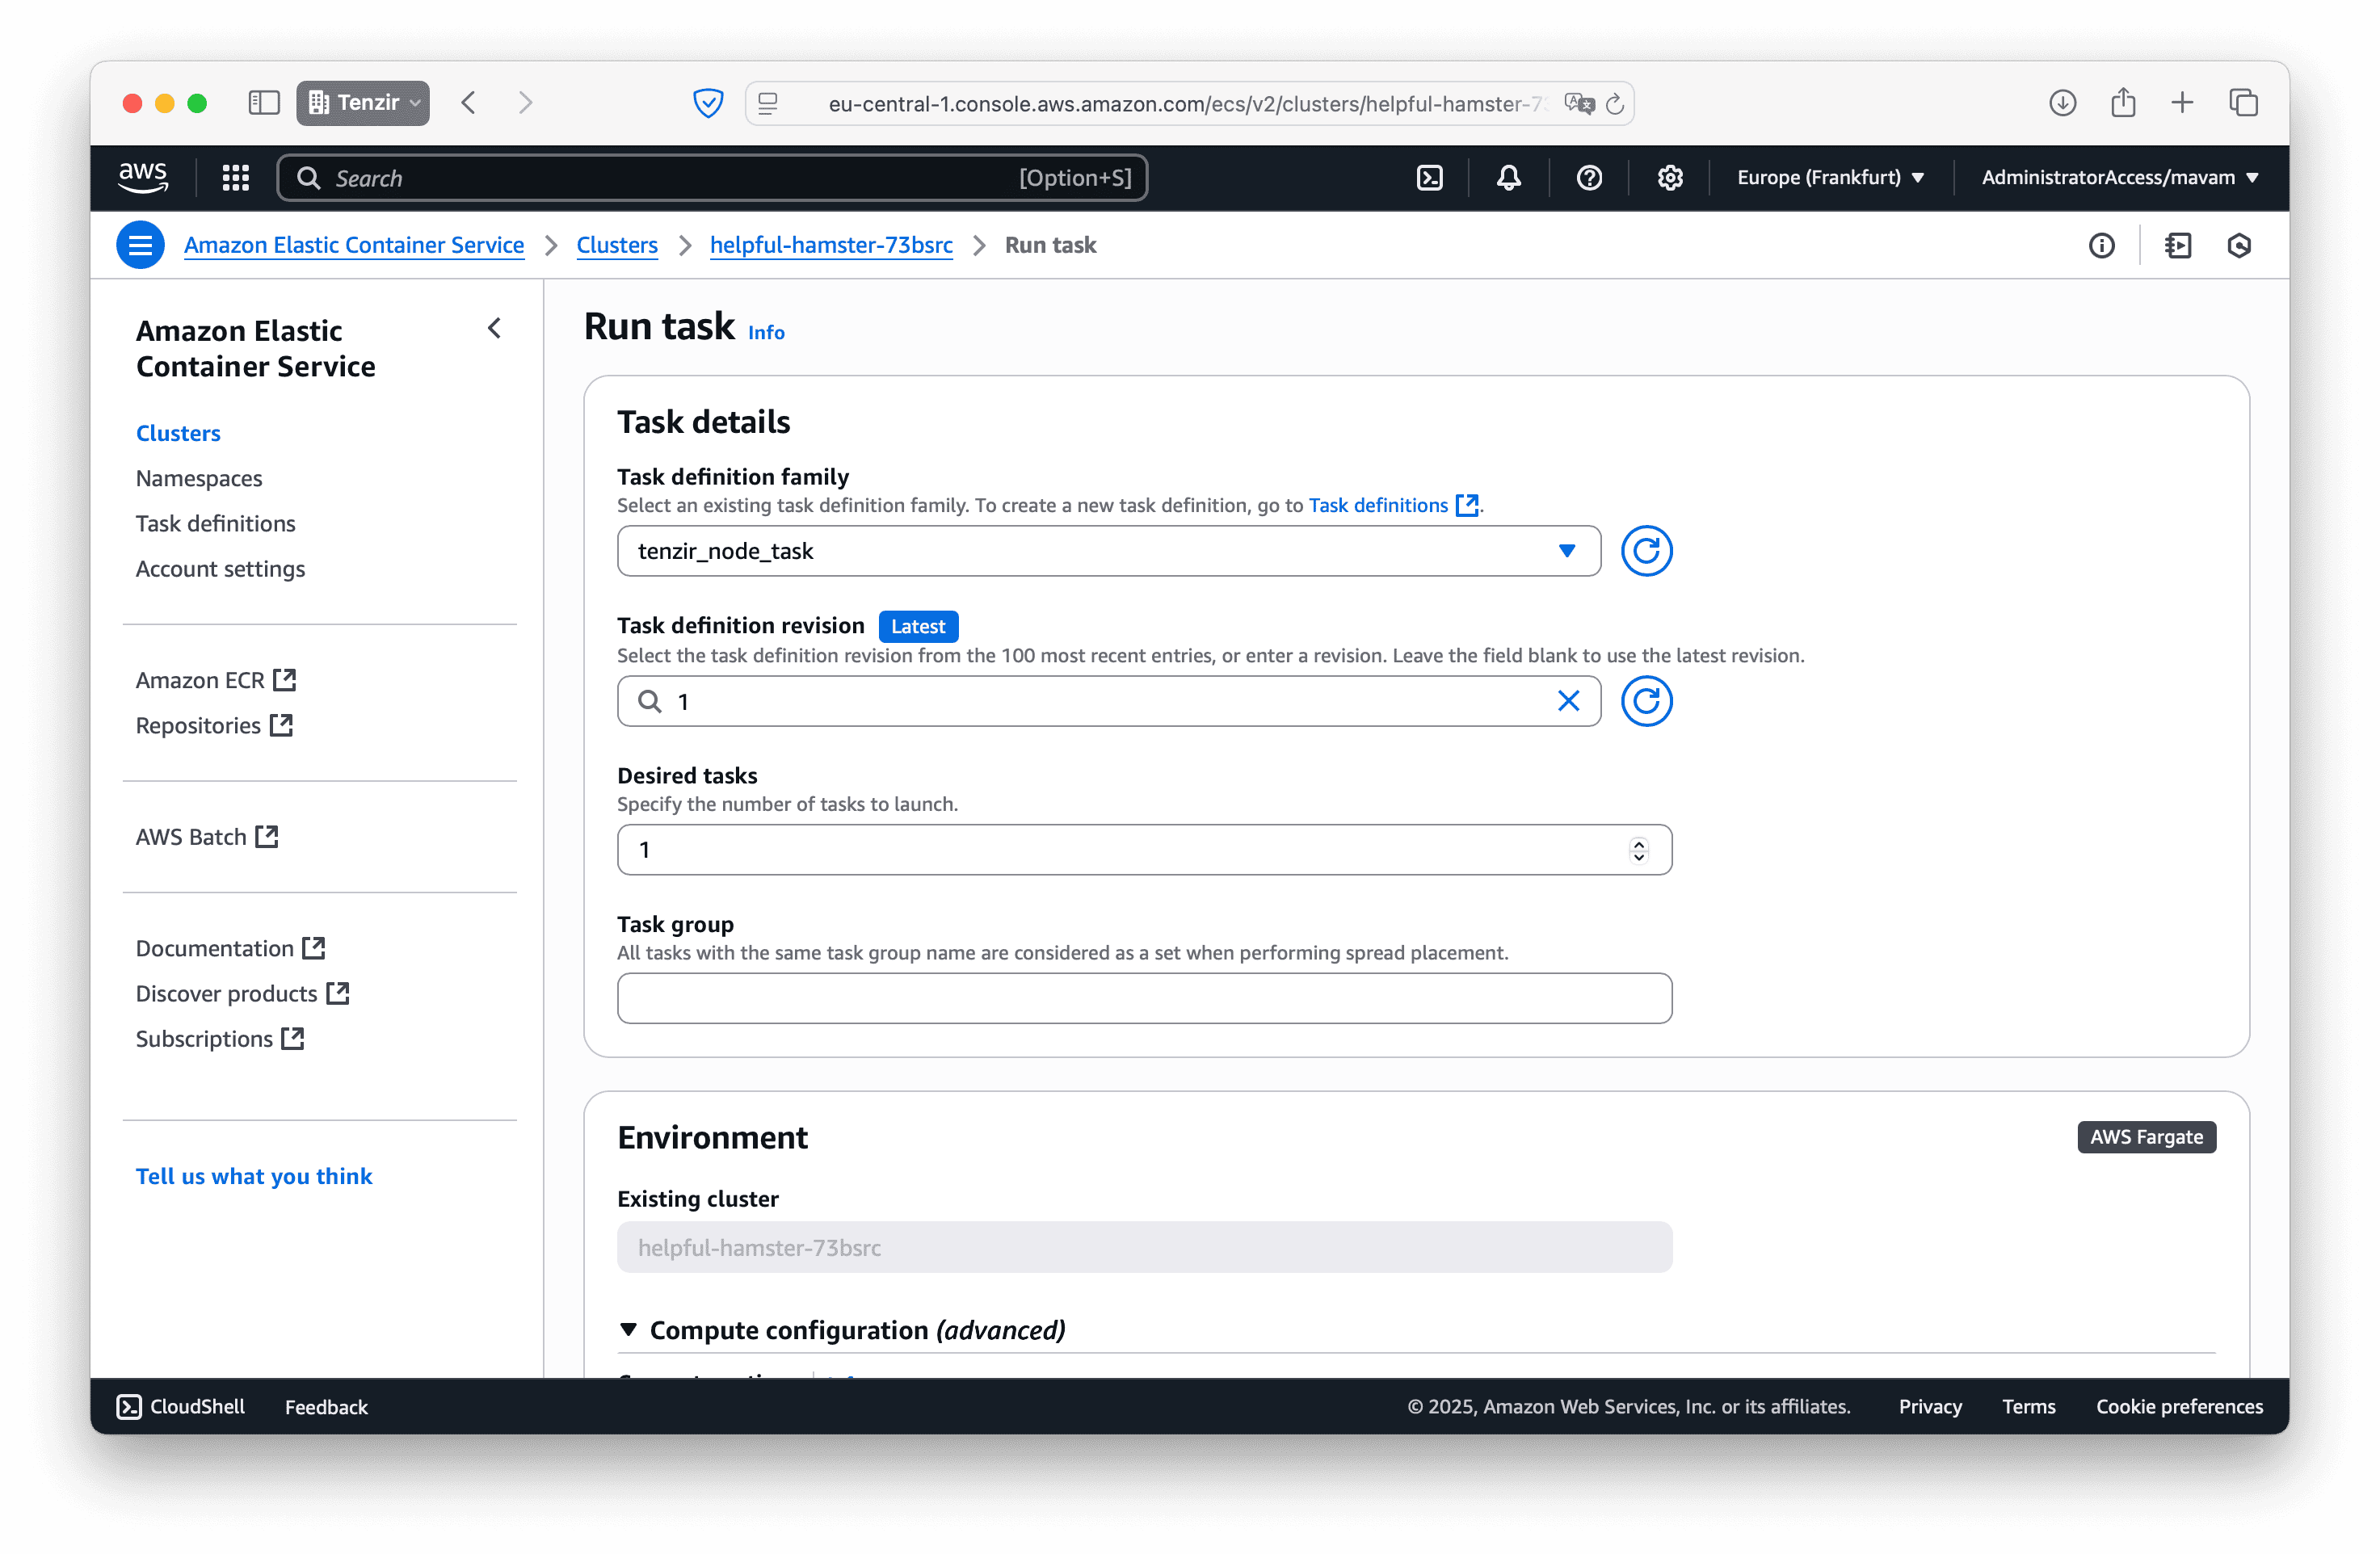 Tenzir
eu-central-1.console.aws.amazon.com/ecs/v2/clusters/helpful-hamster-73
aws
Search
[Option+S]
Europe (Frankfurt)
AdministratorAccess/mavam
Amazon Elastic Container Service
Clusters
helpful-hamster-73bsrc
Run task
Amazon Elastic
Container Service
Clusters
Namespaces
Task definitions
Account settings
Amazon ECR
Repositories
AWS Batch
Documentation
Discover products
Subscriptions
Tell us what you think
Run task Info
Task details
Task definition family
Select an existing task definition family. To create a new task definition, go to Task definitions.
tenzir_node_task
Task definition revision Latest
Select the task definition revision from the 100 most recent entries, or enter a revision. Leave the field blank to use the latest revision.
1
Desired tasks
Specify the number of tasks to launch.
1
Task group
All tasks with the same task group name are considered as a set when performing spread placement.
Environment
AWS Fargate
Existing cluster
helpful-hamster-73bsrc
Compute configuration (advanced)
CloudShell
Feedback
© 2025, Amazon Web Services, Inc. or its affiliates.
Privacy
Terms
Cookie preferences